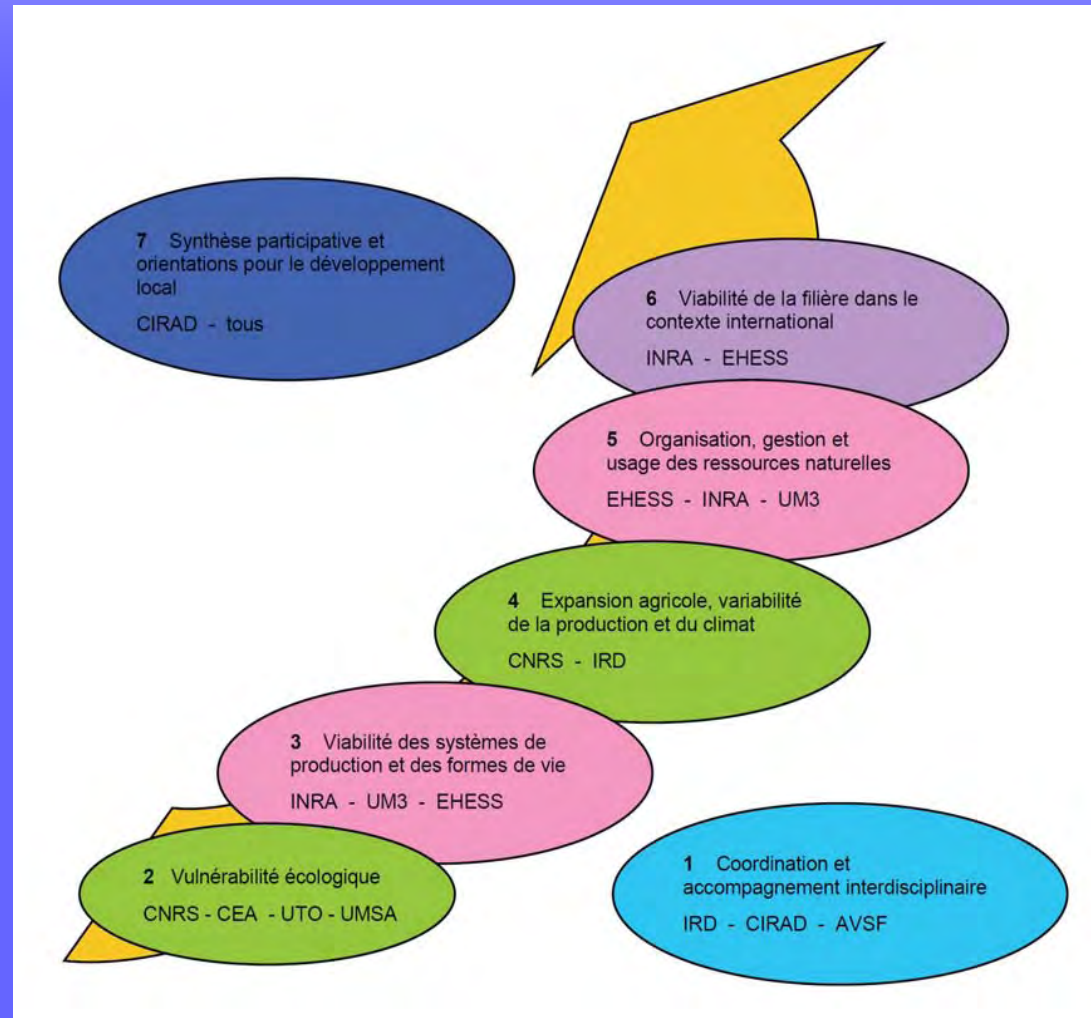 7 Synthèse participative et
orientations pour le développement
local
CIRAD - tous
6 Viabilité de la filière dans le
contexte international
INRA - EHESS
5 Organisation, gestion et
usage des ressources naturelles
EHESS - INRA - UM3
4 Expansion agricole, variabilité
de la production et du climat
CNRS - IRD
3 Viabilité des systèmes de
production et des formes de vie
INRA - UM3 - EHESS
2 Vulnérabilité écologique
CNRS - CEA - UTO - UMSA
1 Coordination et
accompagnement interdisciplinaire
IRD - CIRAD - AVSF